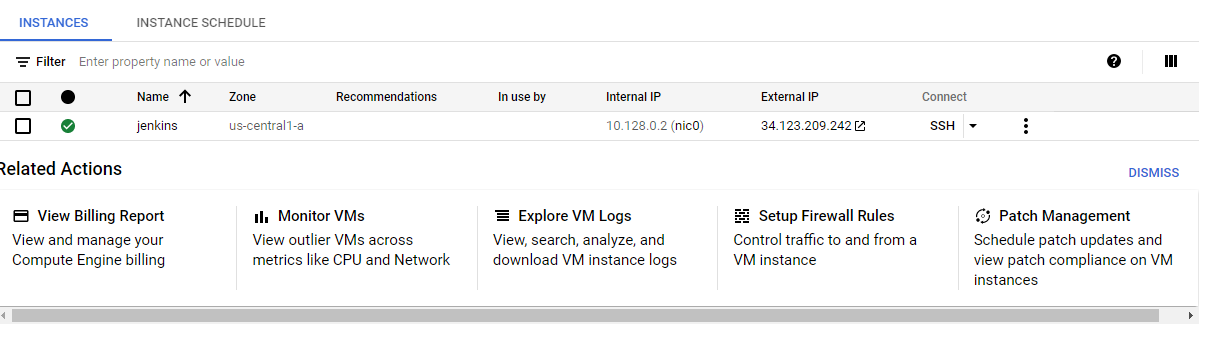 INSTANCES INSTANCE SCHEDULE
Filter Enter property name or value
Name Zone Recommendations In use by Internal IP External IP Connect
jenkins us-central1-a 10.128.0.2 (nic0) 34.123.209.242 SSH
Related Actions
DISMISS
View Billing Report
View and manage your
Compute Engine billing
Monitor VMs
View outlier VMs across
metrics like CPU and Network
Explore VM Logs
View, search, analyze, and
download VM instance logs
Setup Firewall Rules
Control traffic to and from a
VM instance
Patch Management
Schedule patch updates and
view patch compliance on VM
instances